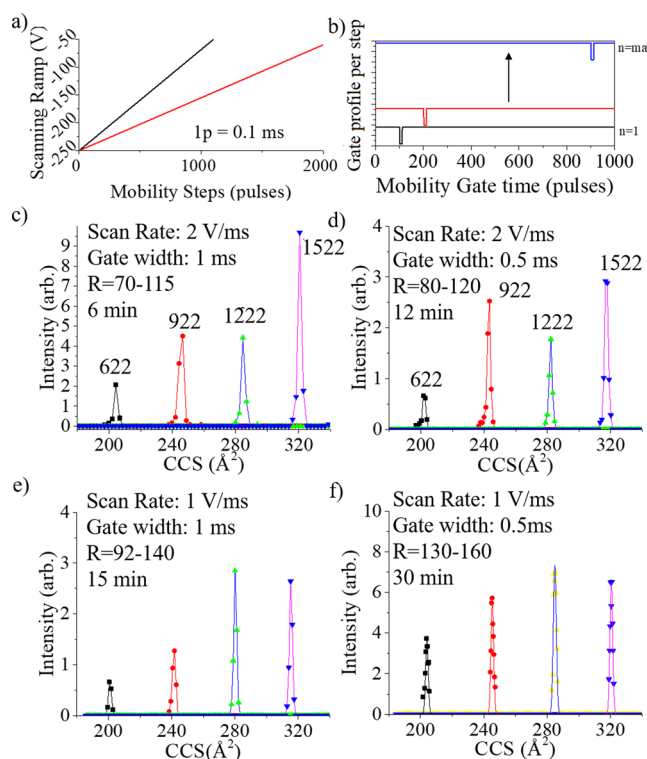 a)
Scanning Ramp (V)
-50
-100
-150
-200
-250
1p = 0.1 ms
0
1000
2000
Mobility Steps (pulses)
b)
Gate profile per step
n=ma
n=1
0 200 400 600 800 1000
Mobility Gate time (pulses)
c)
Scan Rate: 2 V/ms
Gate width: 1 ms
R=70-115
6 min
622
922
1222
1522
Intensity (arb.)
9
8
7
6
5
4
3
2
1
0
200 240 280 320
CCS (Å²)
d)
Scan Rate: 2 V/ms
Gate width: 0.5 ms
R=80-120
12 min
622
922
1222
1522
Intensity (arb.)
4
3
2
1
0
200 240 280 320
CCS (Å²)
e)
Scan Rate: 1 V/ms
Gate width: 1 ms
R=92-140
15 min
Intensity (arb.)
3
2
1
0
200 240 280 320
CCS(Å²)
f)
Scan Rate: 1 V/ms
Gate width: 0.5ms
R=130-160
30 min
Intensity (arb.)
10
8
6
4
2
0
200 240 280 320
CCS (Å²)